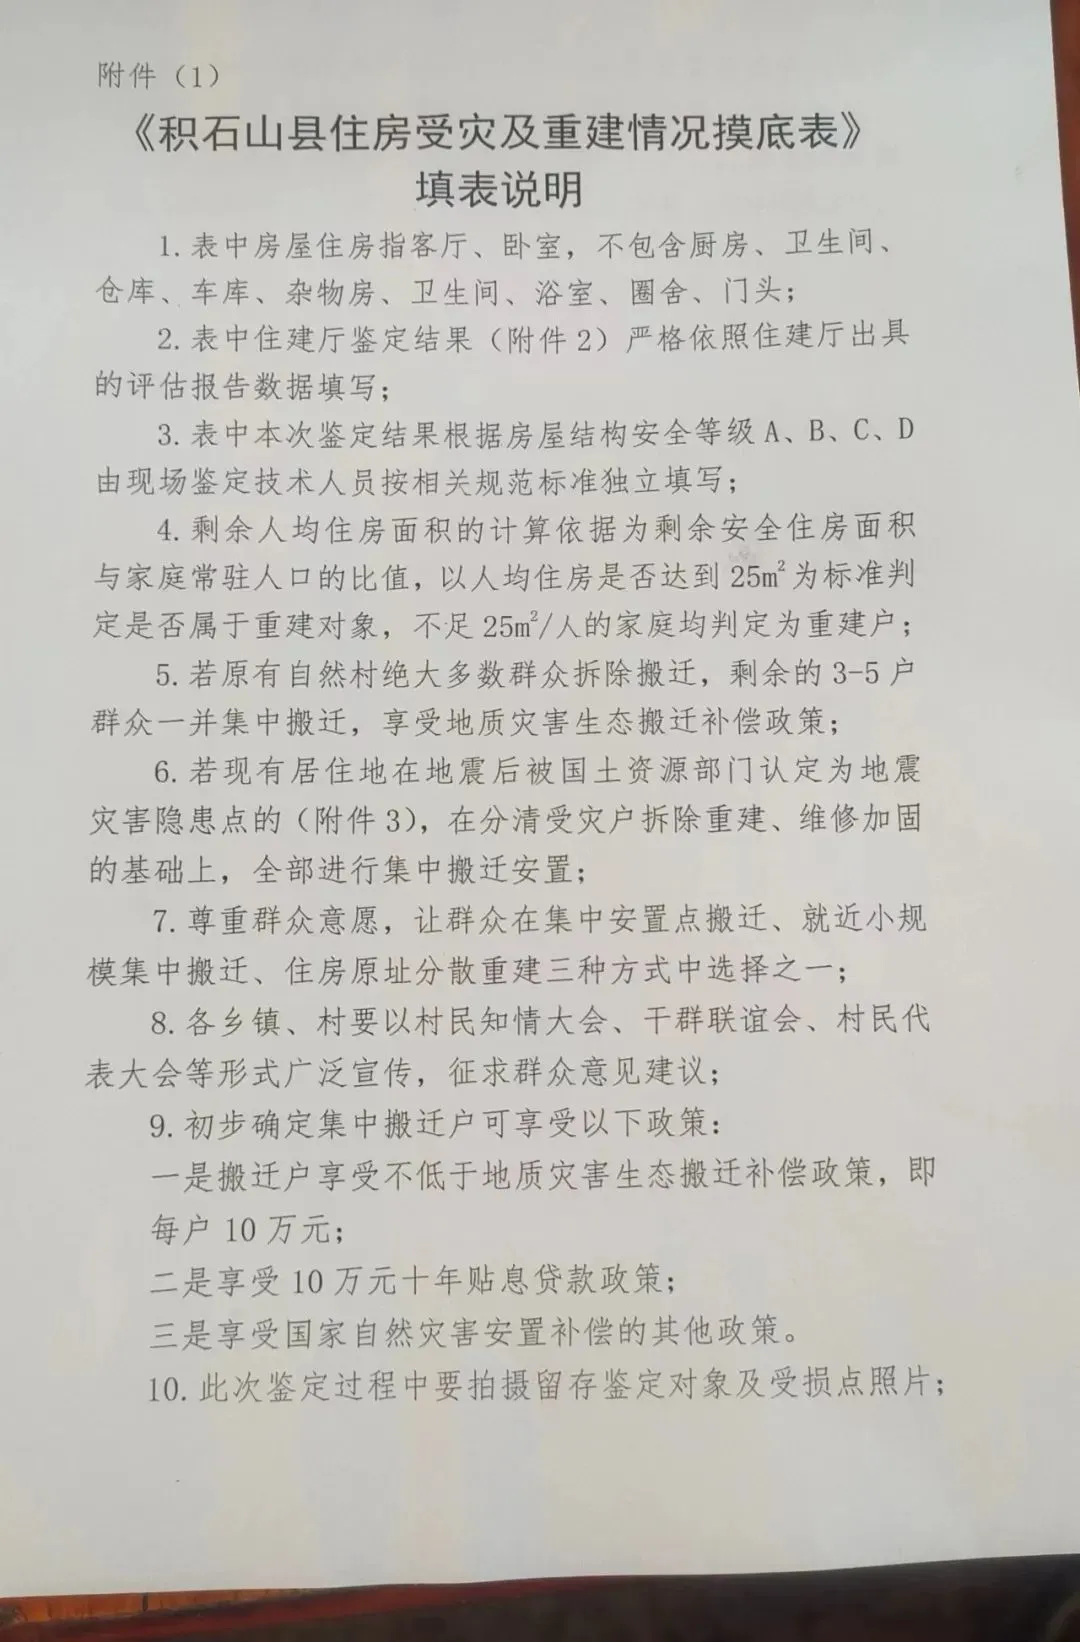 附件（1）
《积石山县住房受灾及重建情况摸底表》
填表说明
1.表中房屋住房指客厅、卧室，不包含厨房、卫生间、
仓库、车库、杂物房、卫生间、浴室、圈舍、门头；
2.表中住建厅鉴定结果（附件2）严格依照住建厅出具
的评估报告数据填写；
3.表中本次鉴定结果根据房屋结构安全等级A、B、C、D
由现场鉴定技术人员按相关规范标准独立填写；
4.剩余人均住房面积的计算依据为剩余安全住房面积
与家庭常驻人口的比值，以人均住房是否达到25m²为标准判
定是否属于重建对象，不足25m²/人的家庭均判定为重建户；
5.若原有自然村绝大多数群众拆除搬迁，剩余的3-5户
群众一并集中搬迁，享受地质灾害生态搬迁补偿政策；
6.若现有居住地在地震后被国土资源部门认定为地震
灾害隐患点的（附件3），在分清受灾户拆除重建、维修加固
的基础上，全部进行集中搬迁安置；
7.尊重群众意愿，让群众在集中安置点搬迁、就近小规
模集中搬迁、住房原址分散重建三种方式中选择之一；
8.各乡镇、村要以村民知情大会、干群联谊会、村民代
表大会等形式广泛宣传，征求群众意见建议；
9.初步确定集中搬迁户可享受以下政策：
一是搬迁户享受不低于地质灾害生态搬迁补偿政策，即
每户10万元；
二是享受10万元十年贴息贷款政策；
三是享受国家自然灾害安置补偿的其他政策。
10.此次鉴定过程中要拍摄留存鉴定对象及受损点照片；